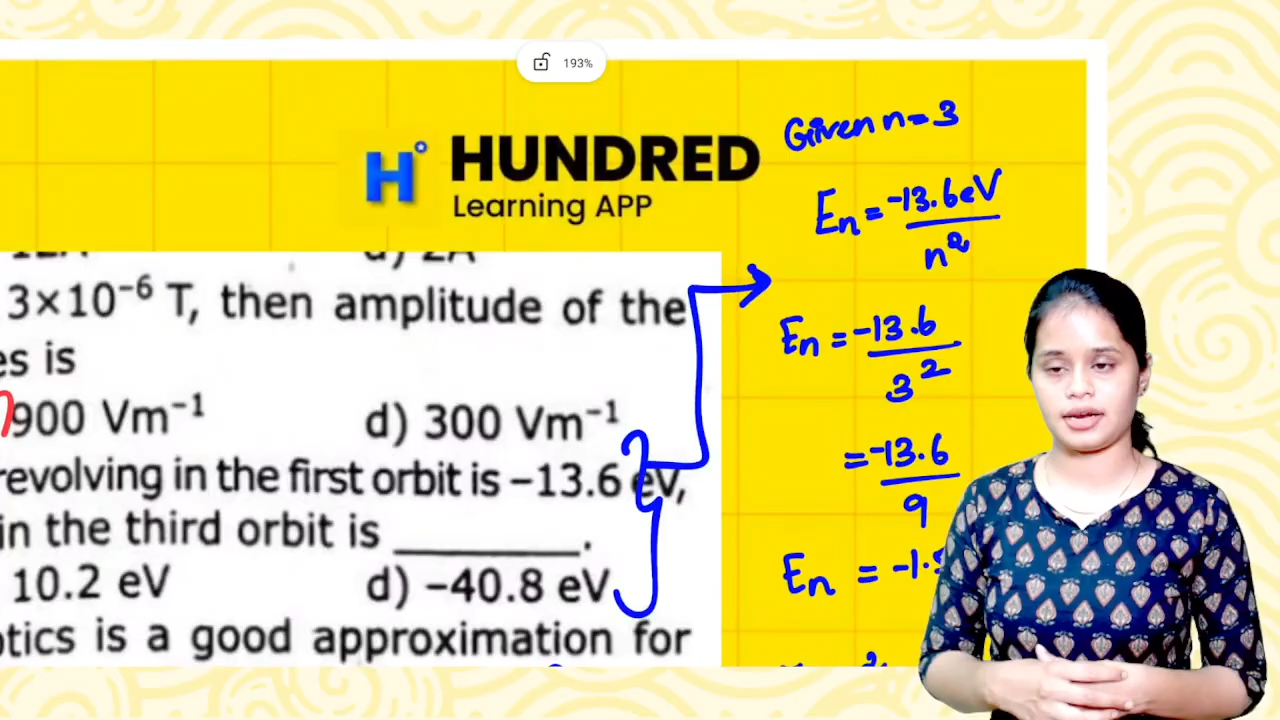 193%
HUNDRED
Learning APP
Given n = 3
En = -13.6 eV
n²
3×10⁻⁶ T, then amplitude of the
es is
900 Vm⁻¹ d) 300 Vm⁻¹
revolving in the first orbit is −13.6 eV,
in the third orbit is ________.
10.2 eV d) −40.8 eV
otics is a good approximation for
En = -13.6
3²
= -13.6
9
En = -1.